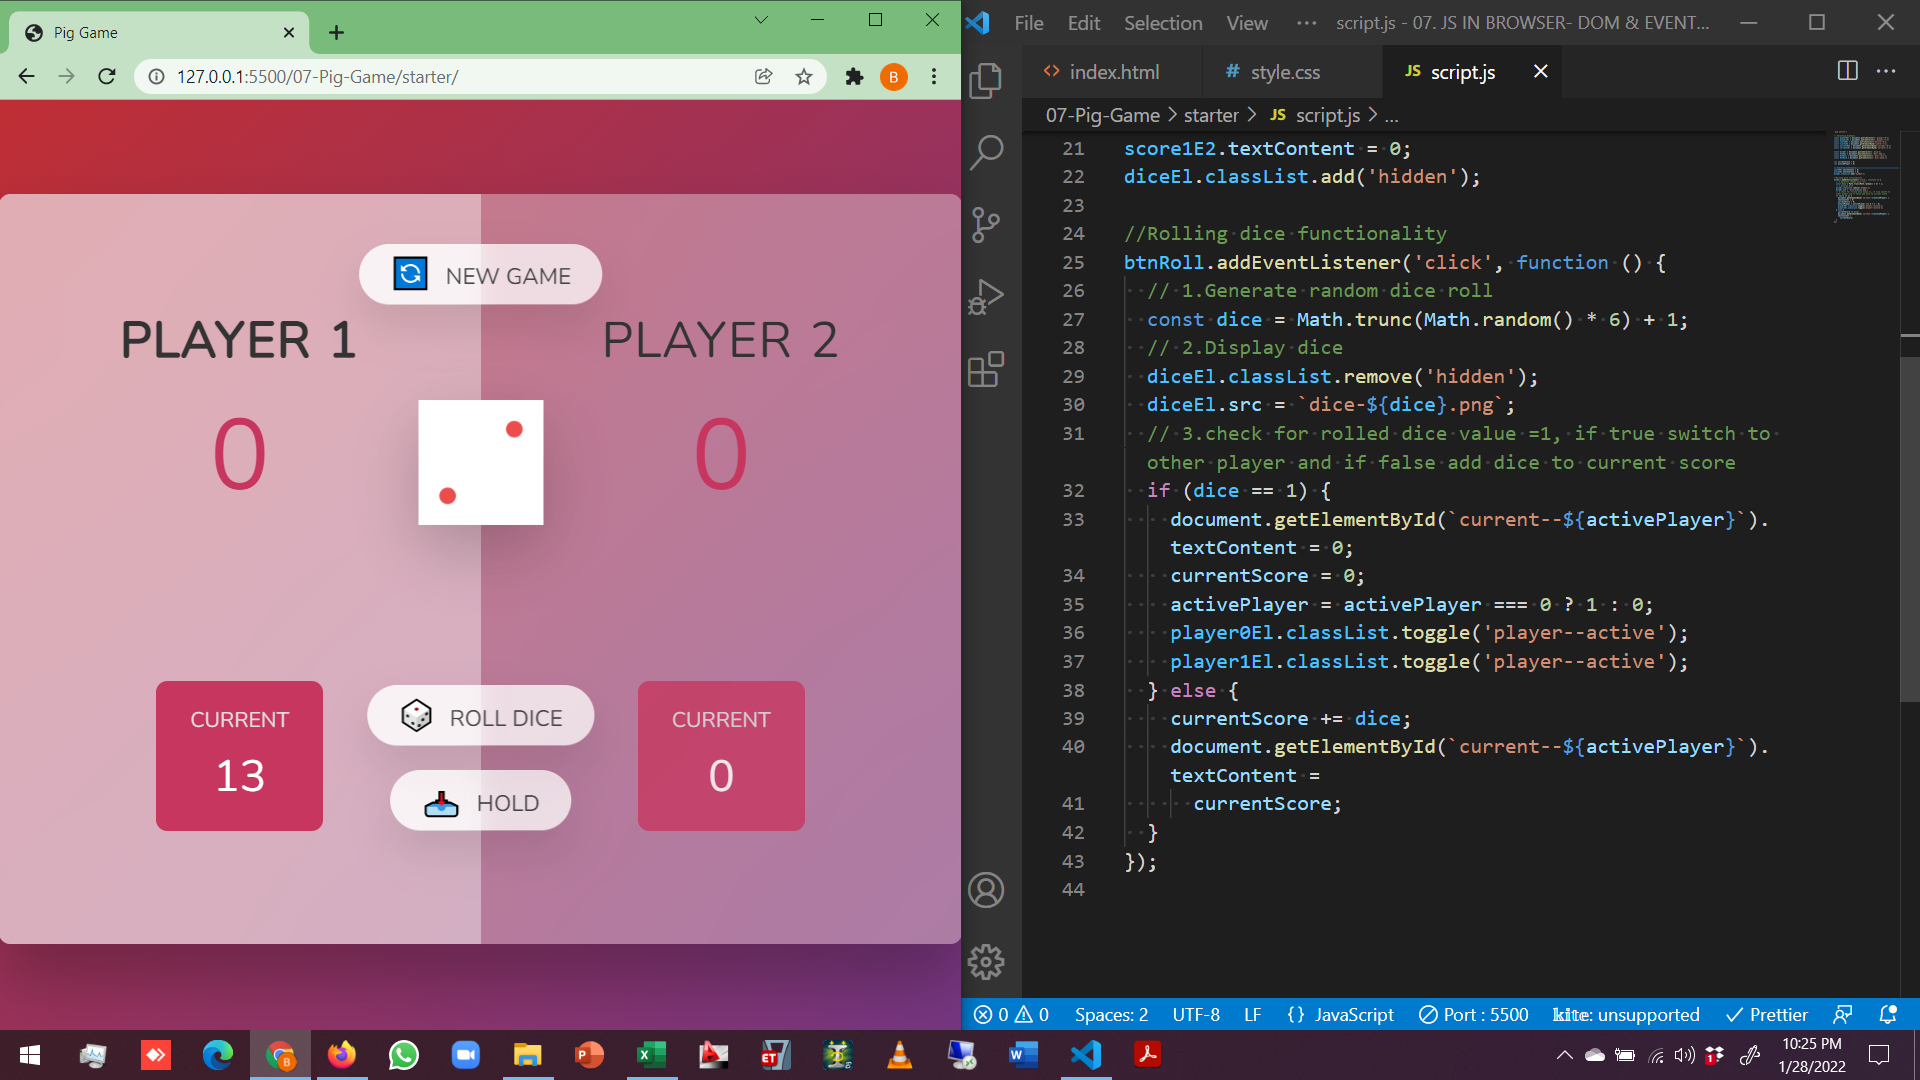 Pig Game
127.0.0.1:5500/07-Pig-Game/starter/
B
NEW GAME
PLAYER 1
PLAYER 2
0
0
CURRENT
13
ROLL DICE
HOLD
CURRENT
0
File Edit Selection View ··· script.js - 07. JS IN BROWSER- DOM & EVENT...
index.html
# style.css
JS script.js
07-Pig-Game > starter > JS script.js > ...
21 score1E2.textContent = 0;
22 diceEl.classList.add('hidden');
23
24 //Rolling dice functionality
25 btnRoll.addEventListener('click', function () {
26 // 1.Generate random dice roll
27 const dice = Math.trunc(Math.random() * 6) + 1;
28 // 2.Display dice
29 diceEl.classList.remove('hidden');
30 diceEl.src = `dice-${dice}.png`;
31 // 3.check for rolled dice value =1, if true switch to
other player and if false add dice to current score
32 if (dice == 1) {
33 document.getElementById(`current--${activePlayer}`).
textContent = 0;
34 currentScore = 0;
35 activePlayer = activePlayer === 0 ? 1 : 0;
36 player0El.classList.toggle('player--active');
37 player1El.classList.toggle('player--active');
38 } else {
39 currentScore += dice;
40 document.getElementById(`current--${activePlayer}`).
textContent =
41 currentScore;
42 }
43 });
44
0 0 Spaces: 2 UTF-8 LF {} JavaScript Port : 5500 kite: unsupported Prettier
10:25 PM
1/28/2022